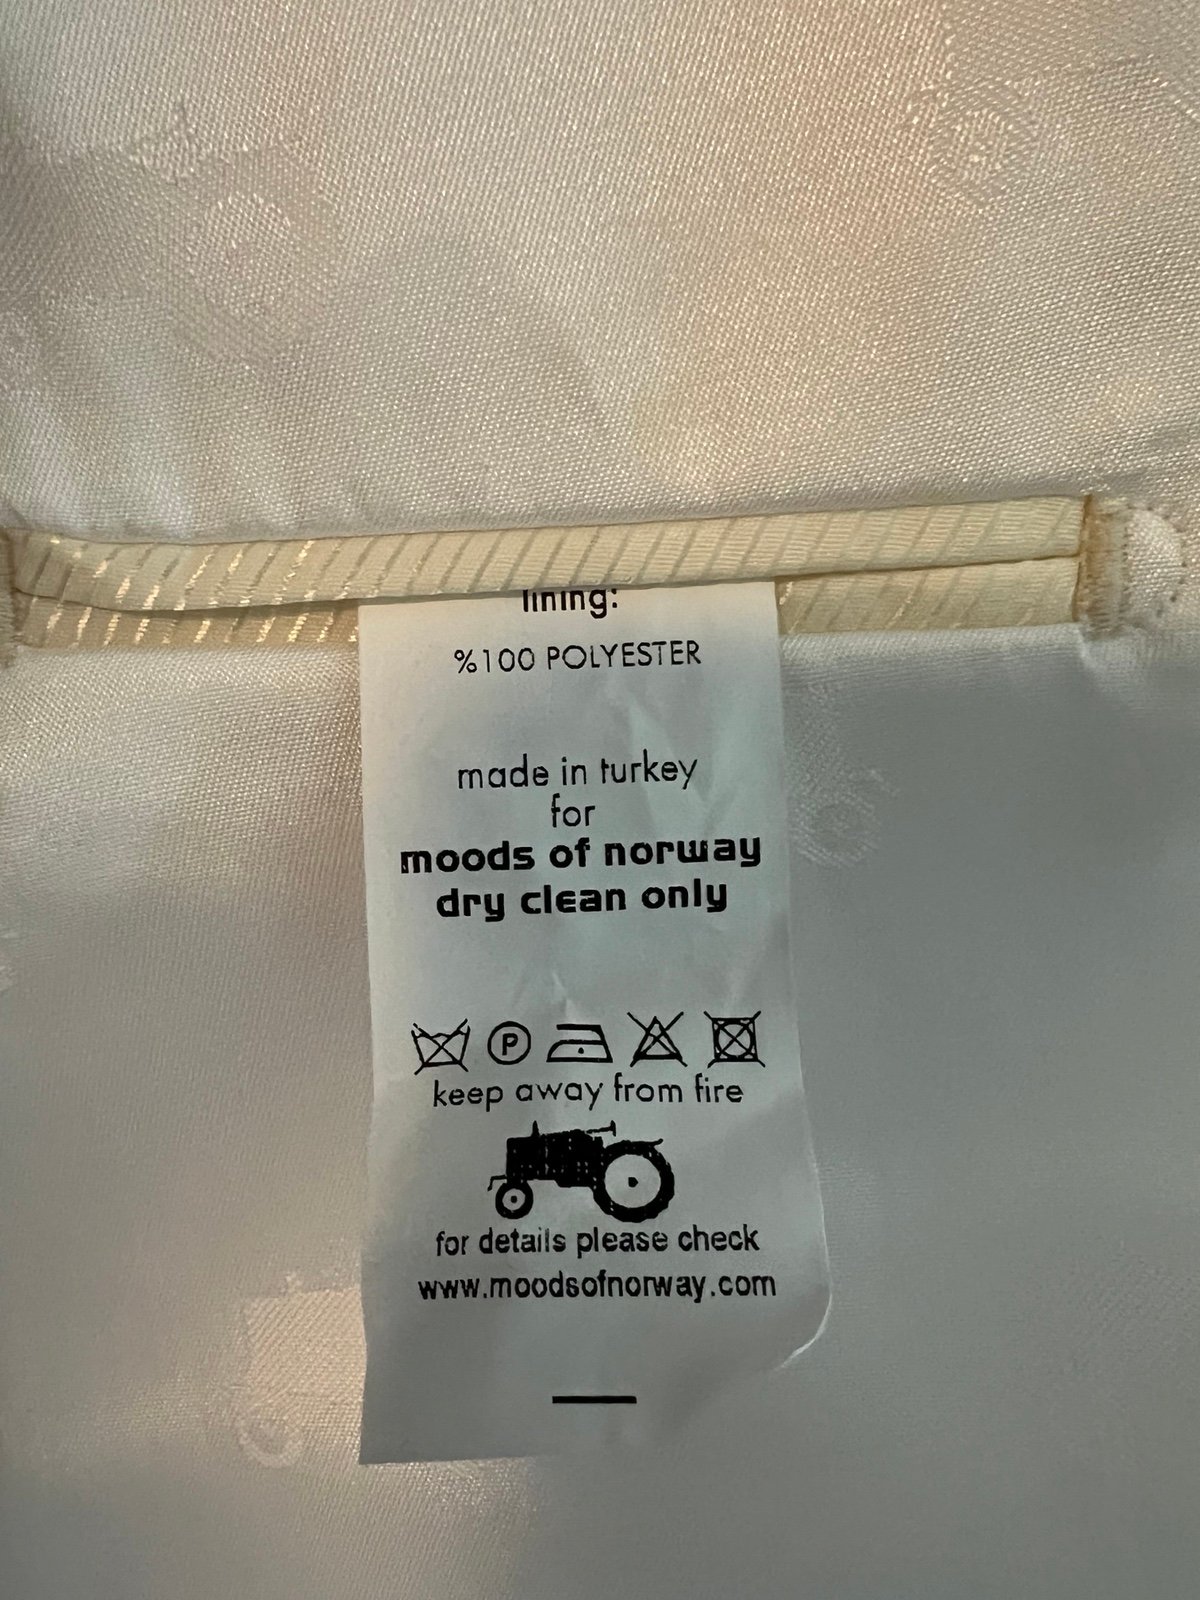 lining:
%100 POLYESTER
made in turkey
for
moods of norway
dry clean only
P
keep away from fire
for details please check
www.moodsofnorway.com